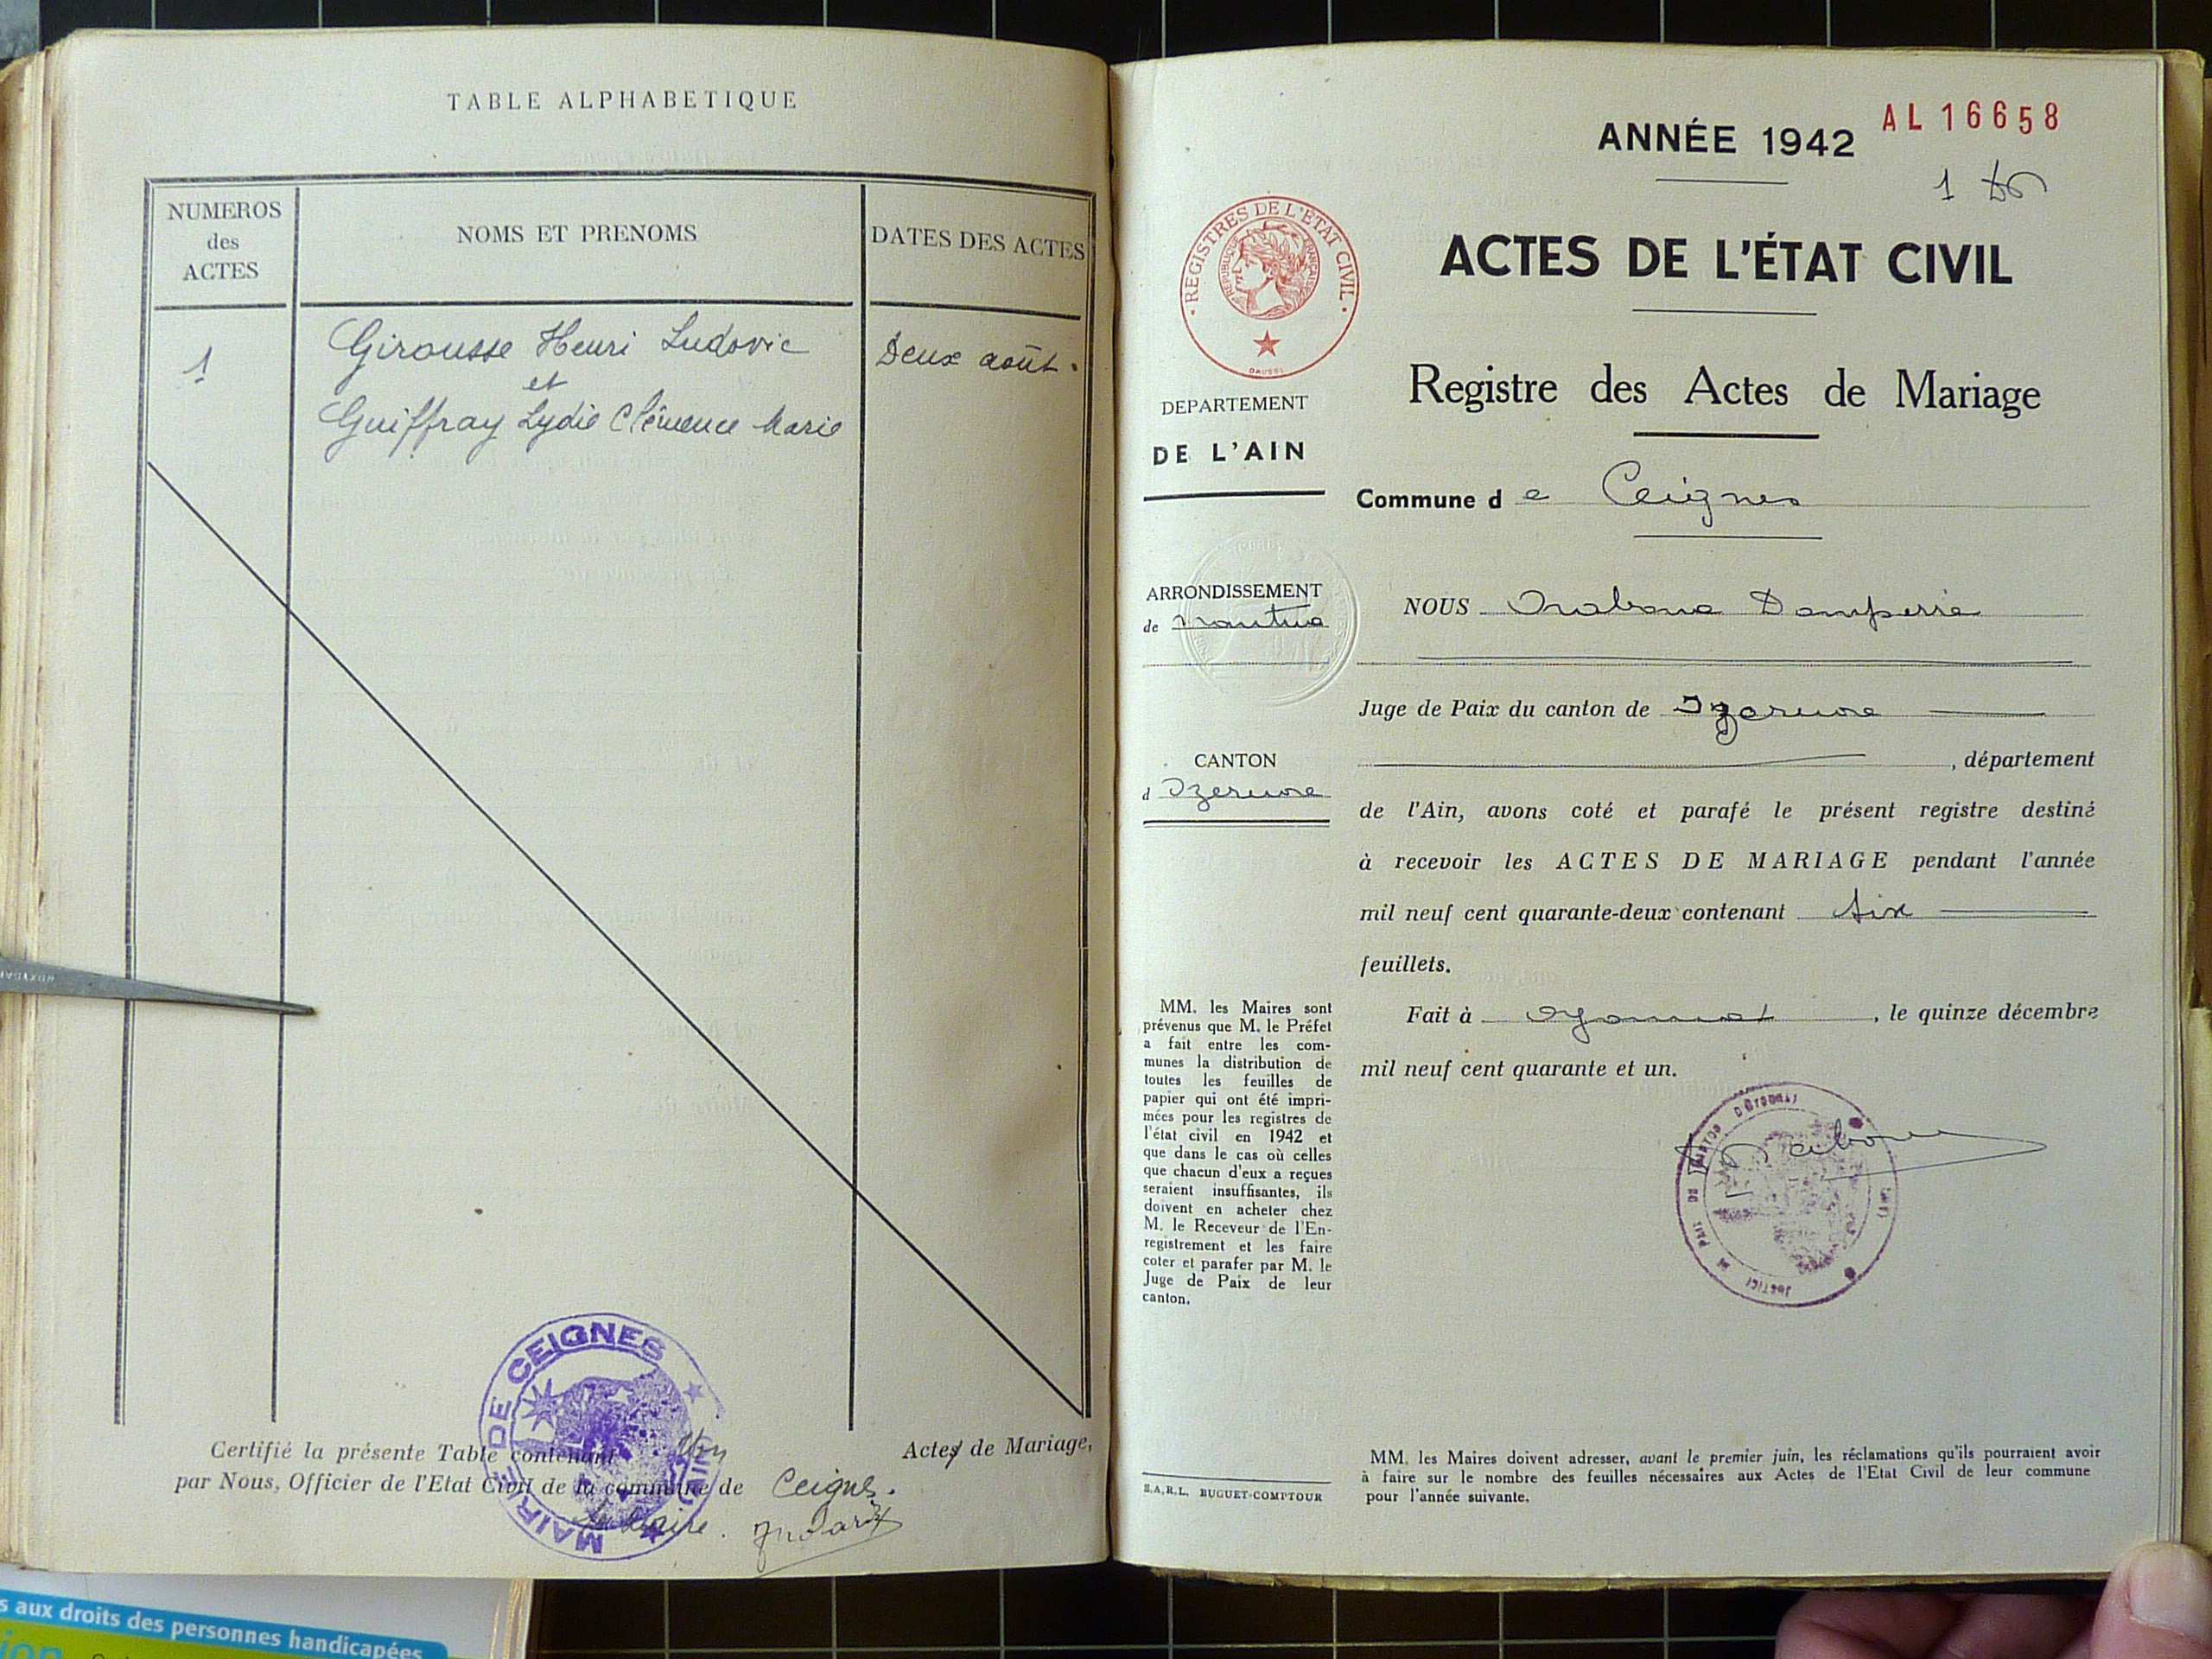 TABLE ALPHABETIQUE
NUMEROS
des
ACTES
NOMS ET PRENOMS
DATES DES ACTES
1
Girousse Henri Ludovic
et
Guiffray Lydie Clémence Marie
Deux août.
Certifié la présente Table contenant un Actes de Mariage,
par Nous, Officier de l'Etat Civil de la commune de Ceignes.
Le Maire.
MAIRIE DE CEIGNES
AIN
s aux droits des personnes handicapées
ANNÉE 1942
AL 16658
1
ACTES DE L'ÉTAT CIVIL
REGISTRES DE L'ÉTAT CIVIL
REPUBLIQUE FRANÇAISE
Registre des Actes de Mariage
DEPARTEMENT
DE L'AIN
Commune de Ceignes
ARRONDISSEMENT
de Nantua
CANTON
d Izernore
NOUS
Juge de Paix du canton de Izernore
, département
de l'Ain, avons coté et parafé le présent registre destiné
à recevoir les ACTES DE MARIAGE pendant l'année
mil neuf cent quarante-deux contenant six
feuillets.
Fait à Oyonnax, le quinze décembre
mil neuf cent quarante et un.
MM. les Maires sont
prévenus que M. le Préfet
a fait entre les com-
munes la distribution de
toutes les feuilles de
papier qui ont été impri-
mées pour les registres de
l'état civil en 1942 et
que dans le cas où celles
que chacun d'eux a reçues
seraient insuffisantes, ils
doivent en acheter chez
M. le Receveur de l'En-
registrement et les faire
coter et parafer par M. le
Juge de Paix de leur
canton.
S.A.R.L. BUGUET-COMPTOUR
MM. les Maires doivent adresser, avant le premier juin, les réclamations qu'ils pourraient avoir
à faire sur le nombre des feuilles nécessaires aux Actes de l'Etat Civil de leur commune
pour l'année suivante.